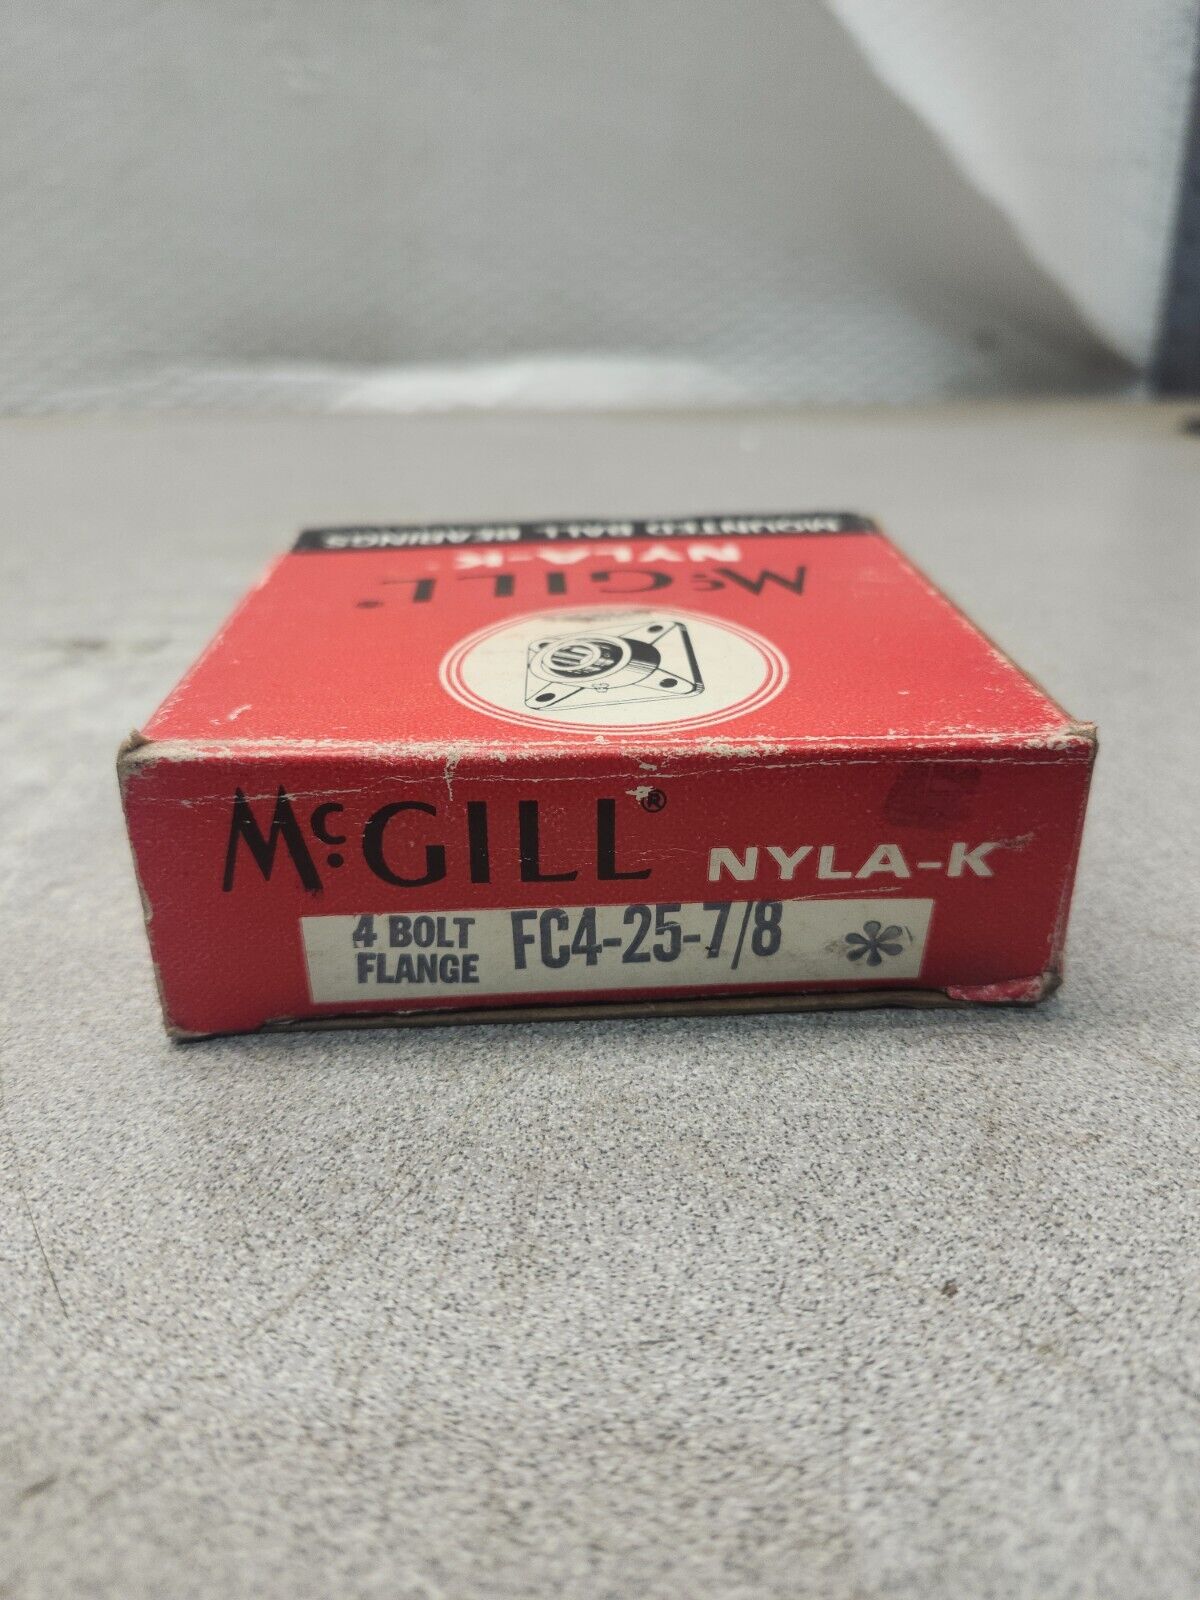 MOUNTED BALL BEARINGS
NYLA-K
McGILL®
McGILL® NYLA-K
4 BOLT
FLANGE
FC4-25-7/8 *